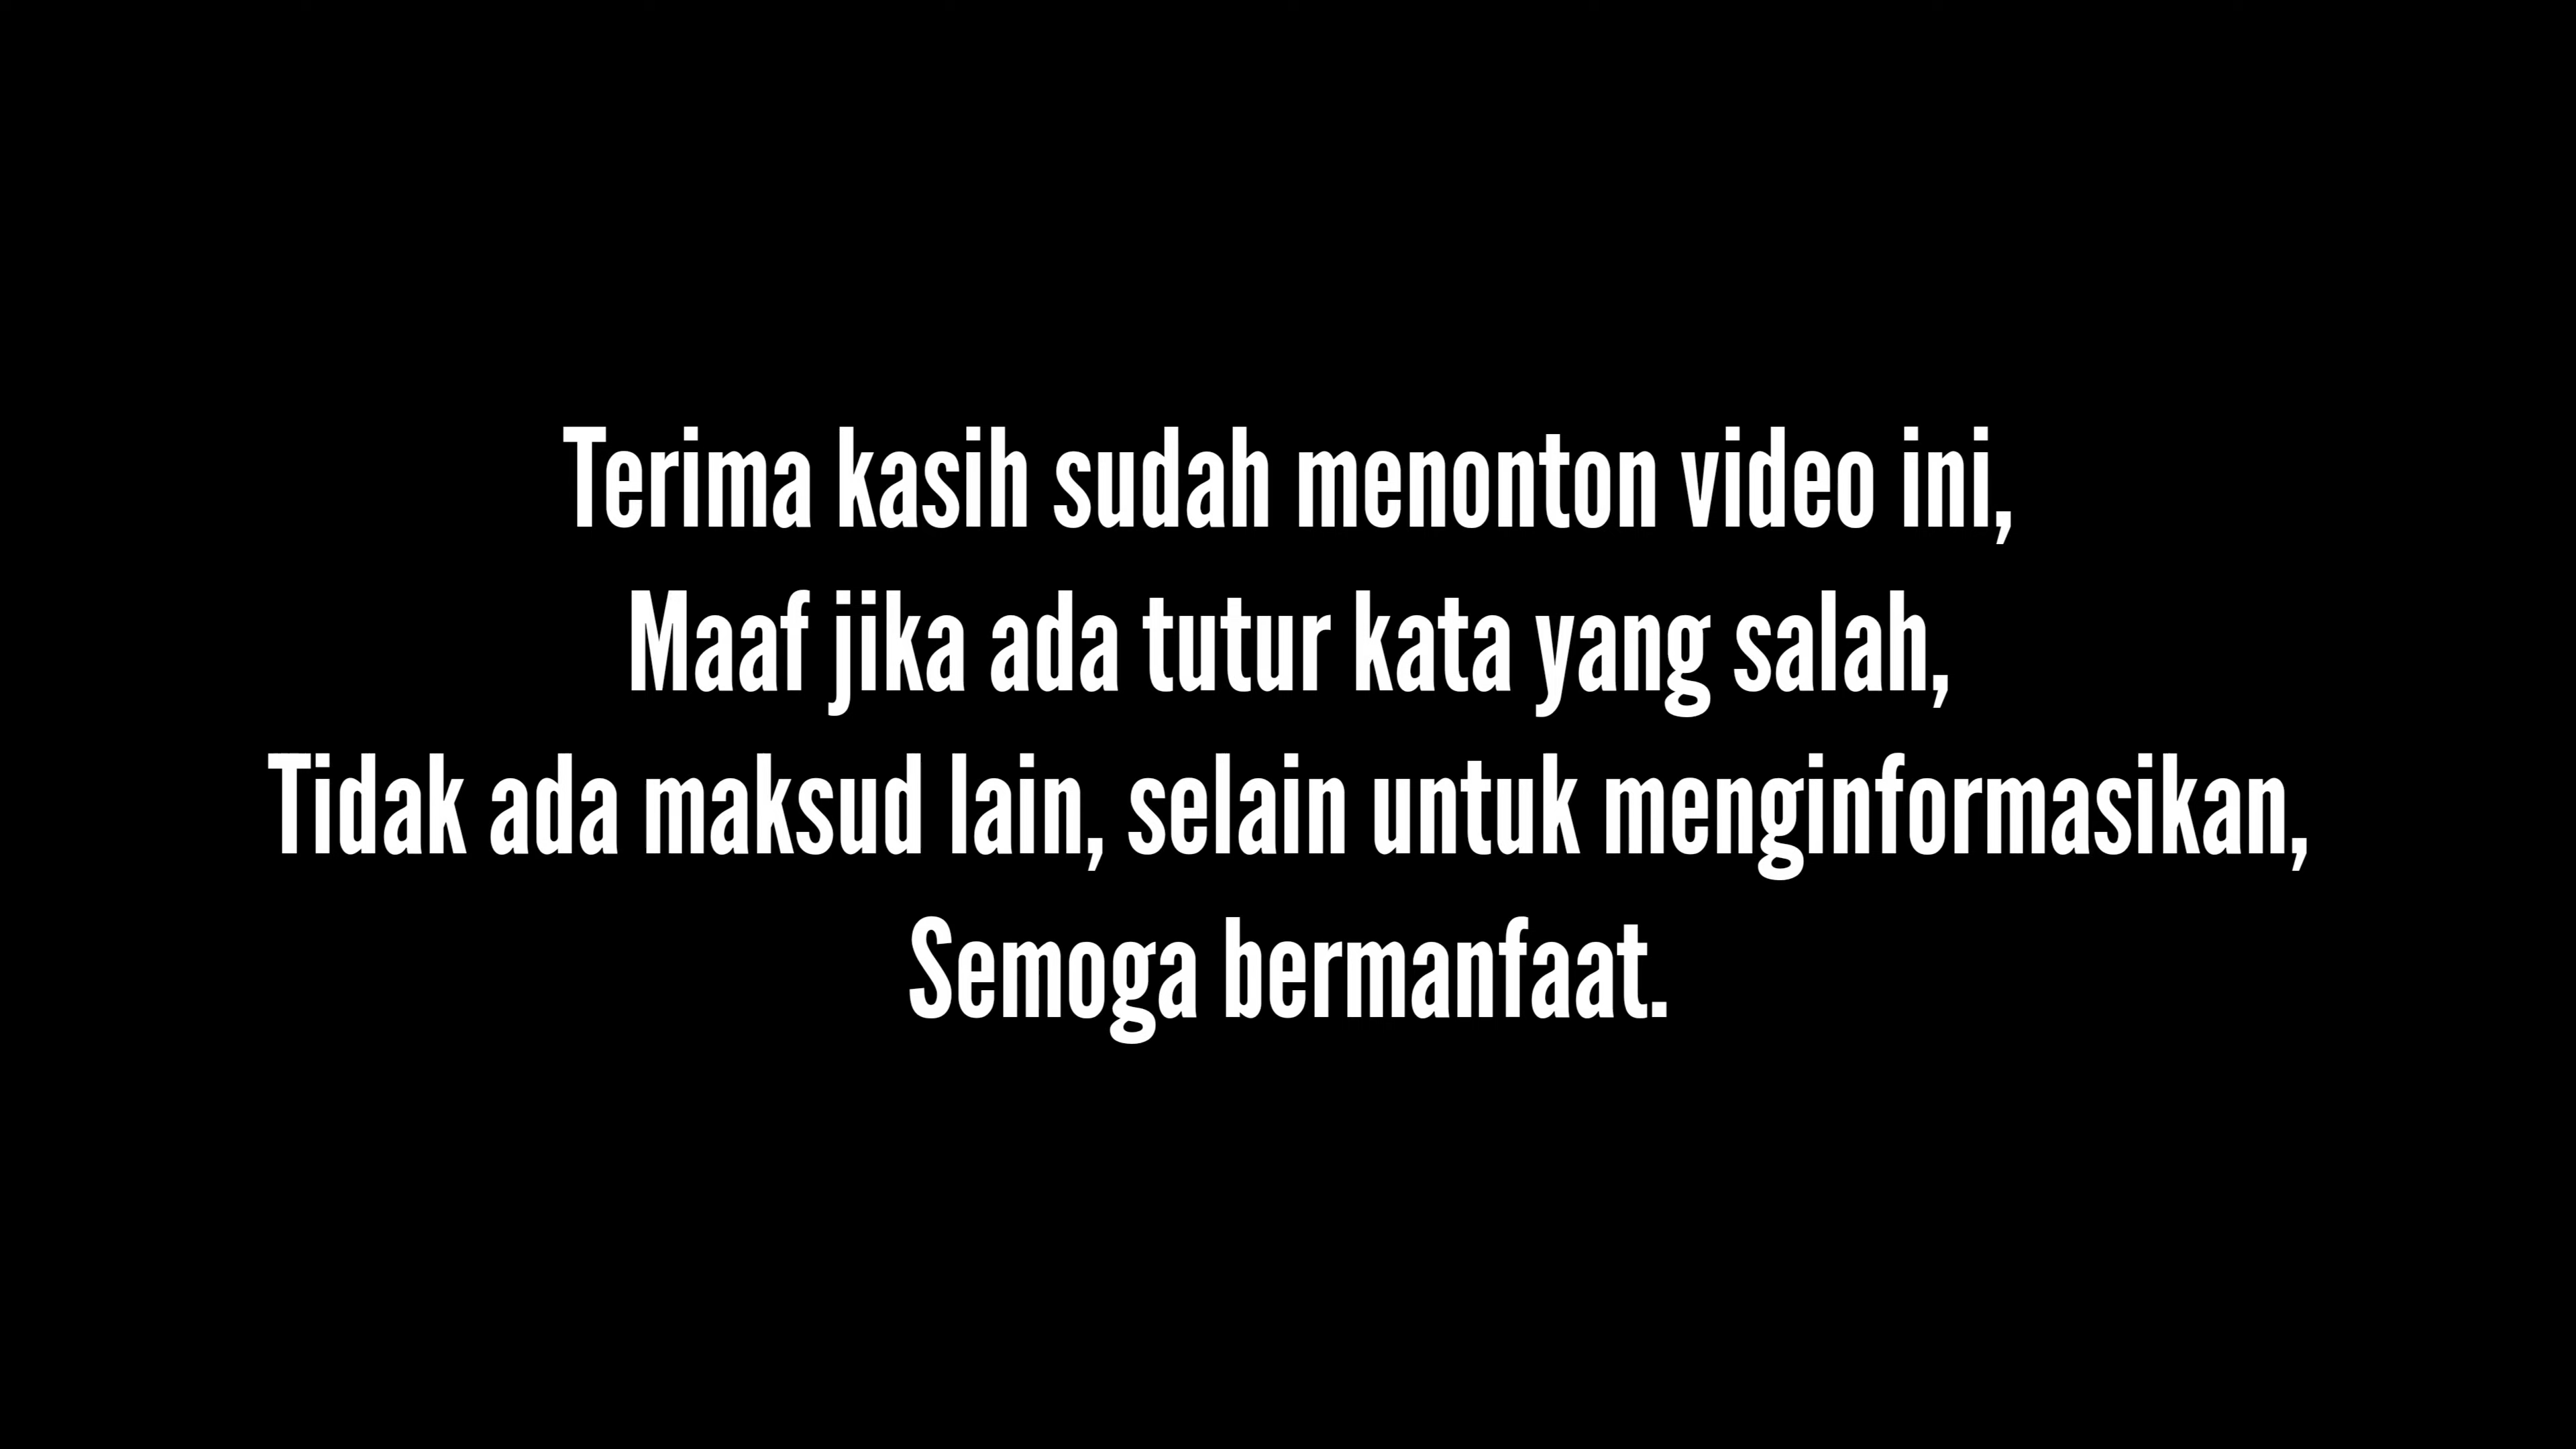 Terima kasih sudah menonton video ini,
Maaf jika ada tutur kata yang salah,
Tidak ada maksud lain, selain untuk menginformasikan,
Semoga bermanfaat.